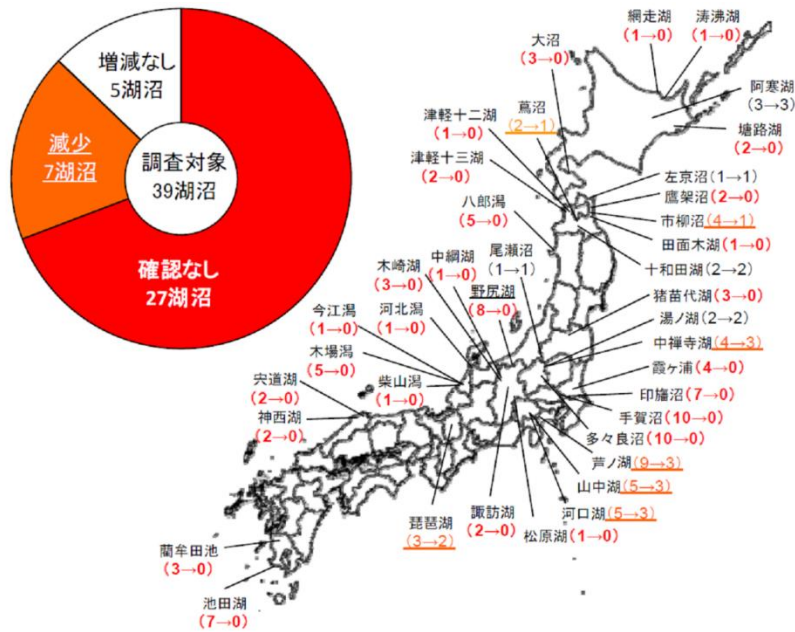 増減なし
5湖沼
減少
7湖沼
調査対象
39湖沼
確認なし
27湖沼
網走湖
(1→0)
涛沸湖
(1→0)
大沼
(3→0)
阿寒湖
(3→3)
塘路湖
(2→0)
蔦沼
(2→1)
津軽十二湖
(1→0)
津軽十三湖
(2→0)
左京沼(1→1)
鷹架沼(2→0)
市柳沼(4→1)
田面木湖(1→0)
十和田湖(2→2)
八郎潟
(5→0)
尾瀬沼
(1→1)
中綱湖
(1→0)
木崎湖
(3→0)
野尻湖
(8→0)
猪苗代湖(3→0)
湯ノ湖(2→2)
中禅寺湖(4→3)
霞ヶ浦(4→0)
印旛沼(7→0)
手賀沼(10→0)
多々良沼(10→0)
芦ノ湖(9→3)
山中湖(5→3)
河口湖(5→3)
松原湖(1→0)
諏訪湖
(2→0)
今江潟
(1→0)
河北潟
(1→0)
木場潟
(5→0)
柴山潟
(1→0)
宍道湖
(2→0)
神西湖
(2→0)
琵琶湖
(3→2)
藺牟田池
(3→0)
池田湖
(7→0)